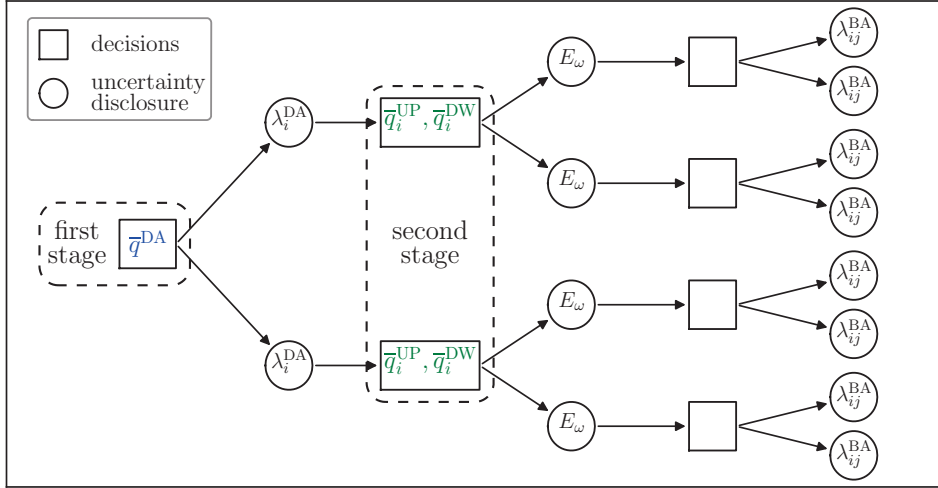 decisions
uncertainty
disclosure
first
stage
q̅^DA
λ_i^DA
λ_i^DA
q̅_i^UP, q̅_i^DW
second
stage
q̅_i^UP, q̅_i^DW
E_ω
E_ω
E_ω
E_ω
λ_ij^BA
λ_ij^BA
λ_ij^BA
λ_ij^BA
λ_ij^BA
λ_ij^BA
λ_ij^BA
λ_ij^BA